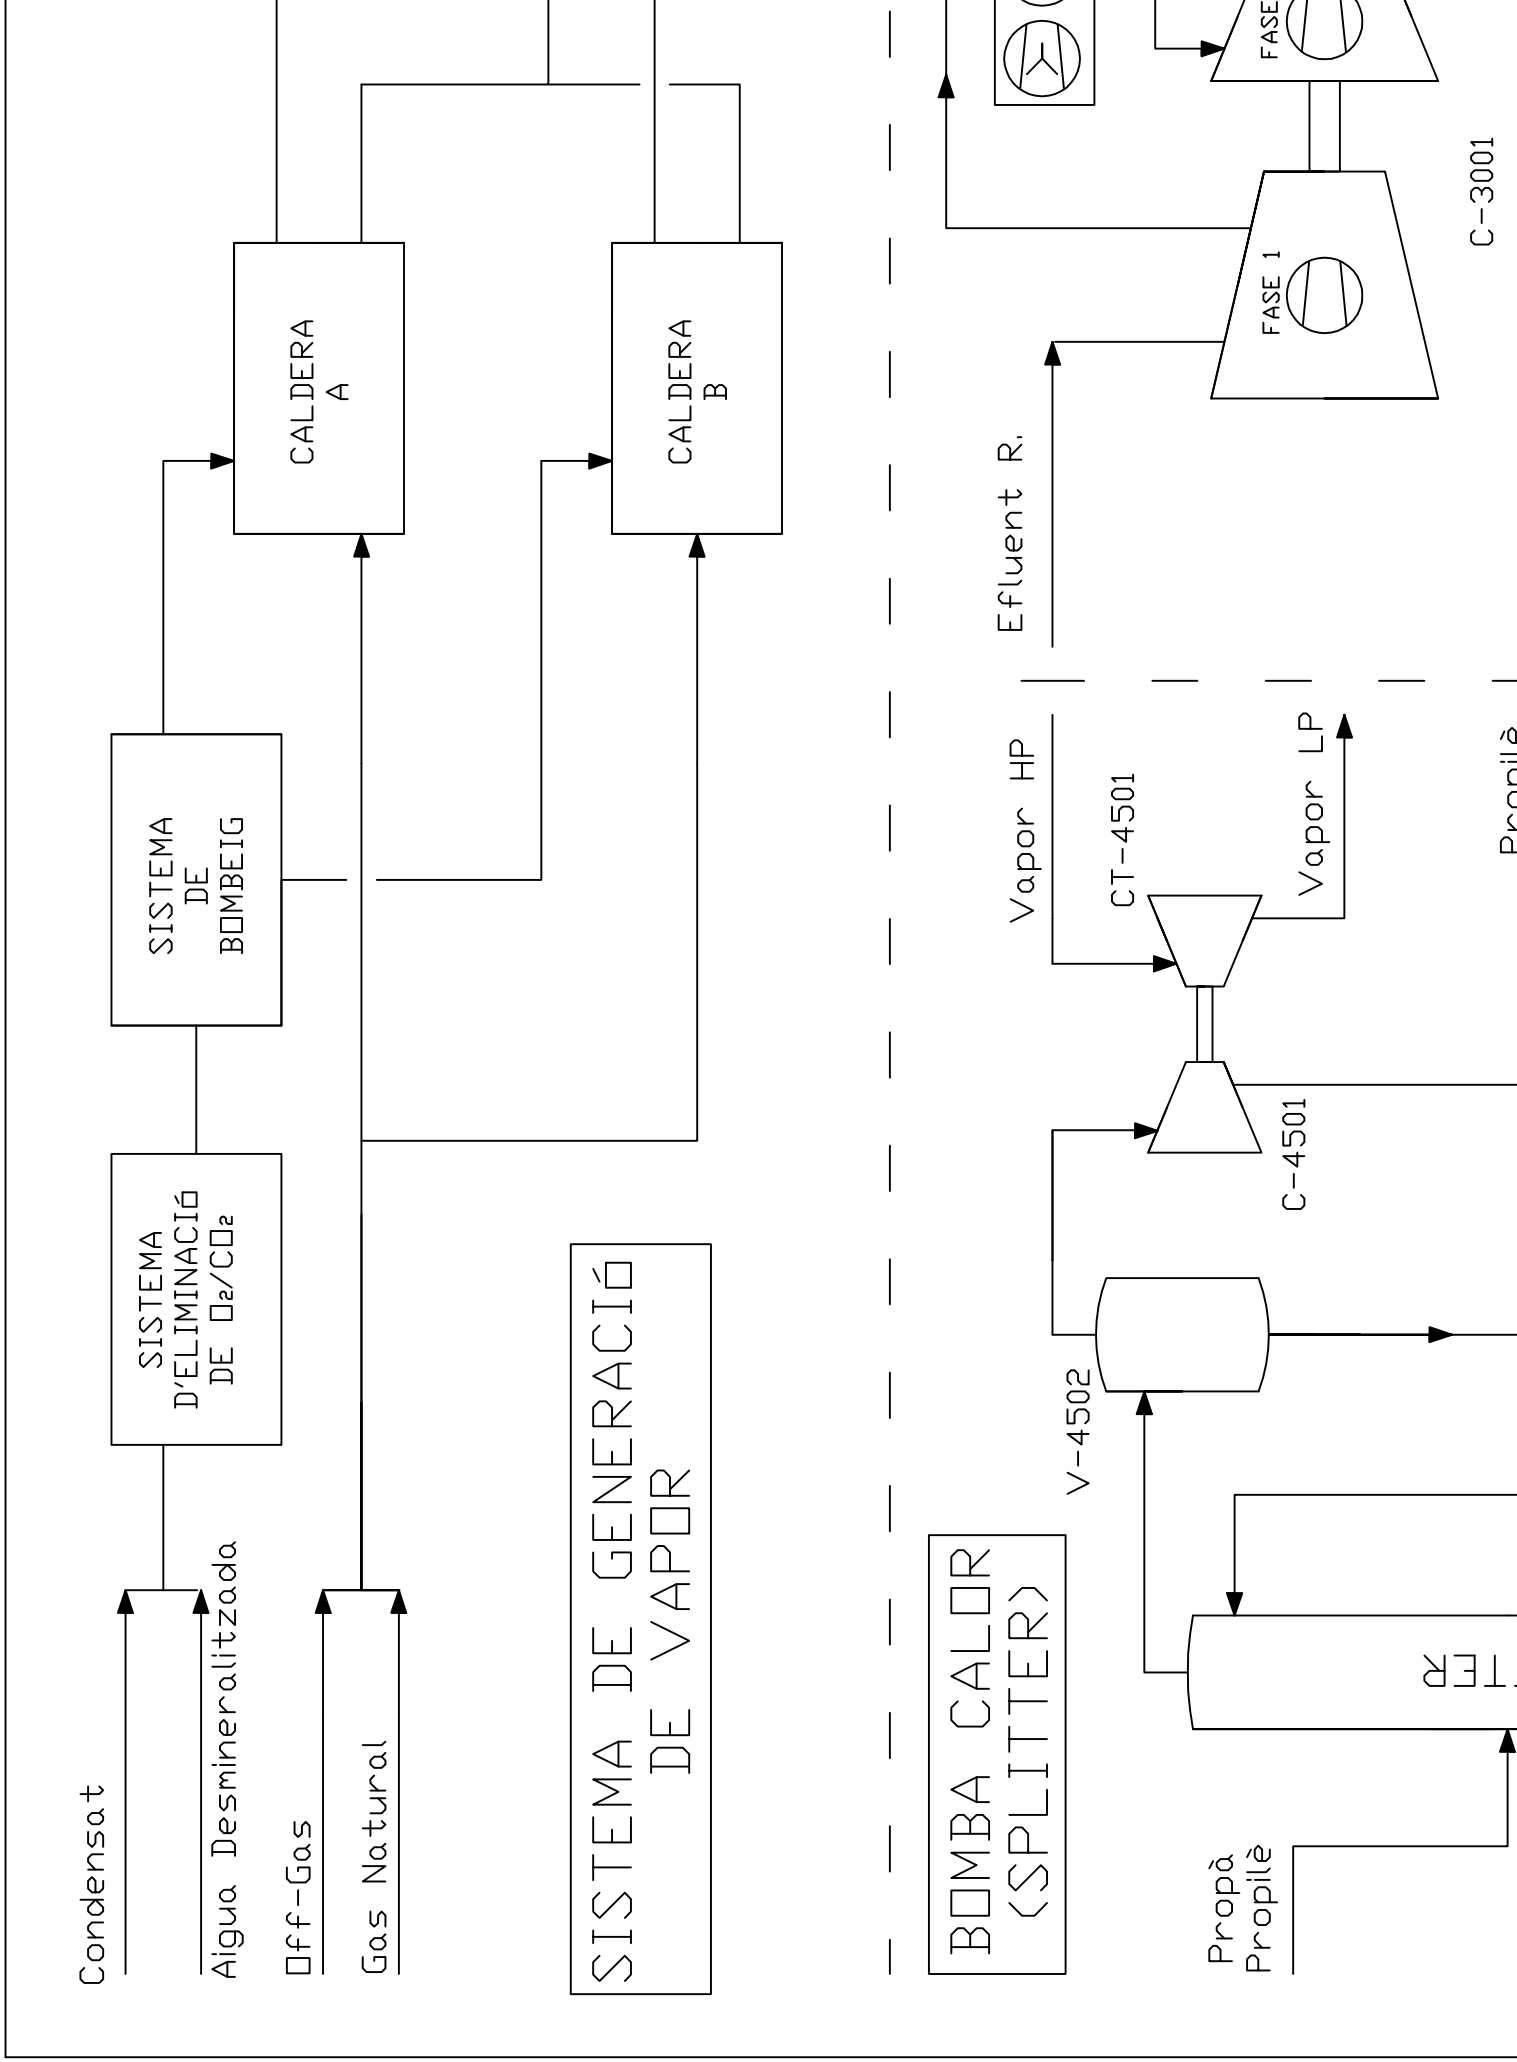 Condensat
Aigua Desmineralitzada
Off-Gas
Gas Natural
SISTEMA
D'ELIMINACIÓ
DE O₂/CO₂
SISTEMA
DE
BOMBEIG
CALDERA
A
CALDERA
B
SISTEMA DE GENERACIÓ
DE VAPOR
BOMBA CALOR
(SPLITTER)
Propà
Propilè
V-4502
C-4501
CT-4501
Vapor HP
Vapor LP
Efluent R.
FASE 1
FASE
C-3001
Propilè